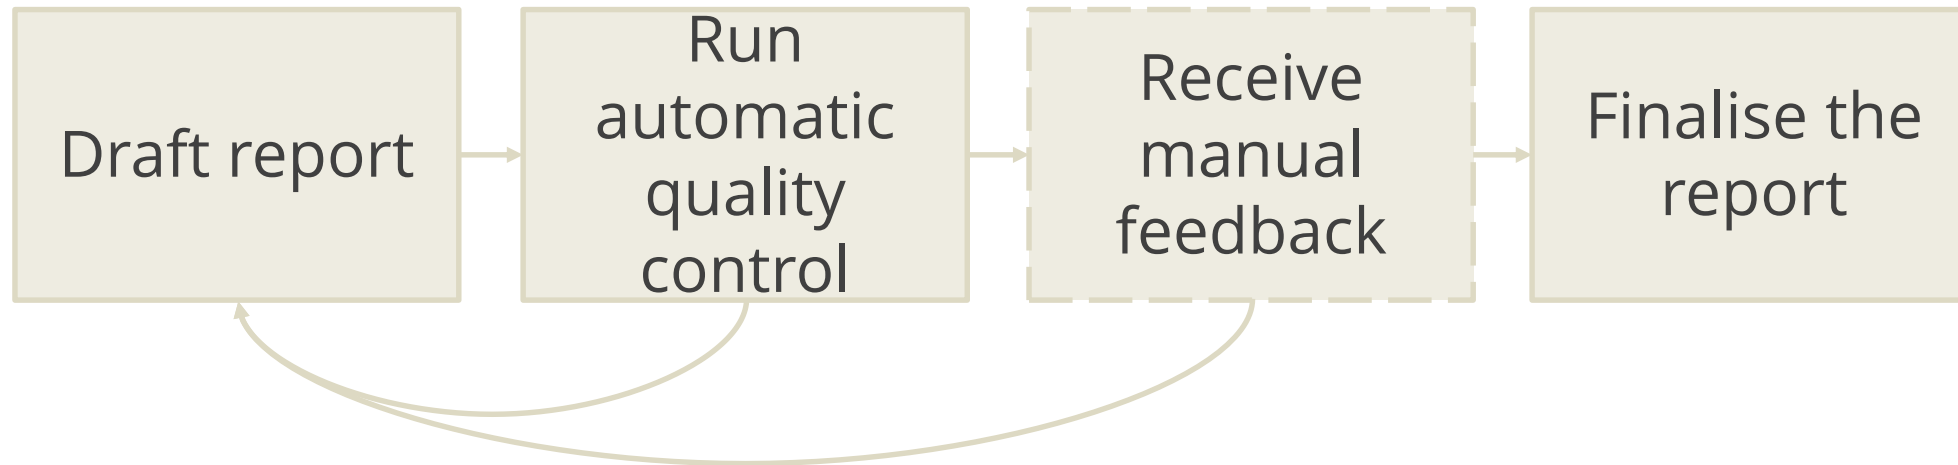 Draft report
Run
automatic
quality
control
Receive
manual
feedback
Finalise the
report